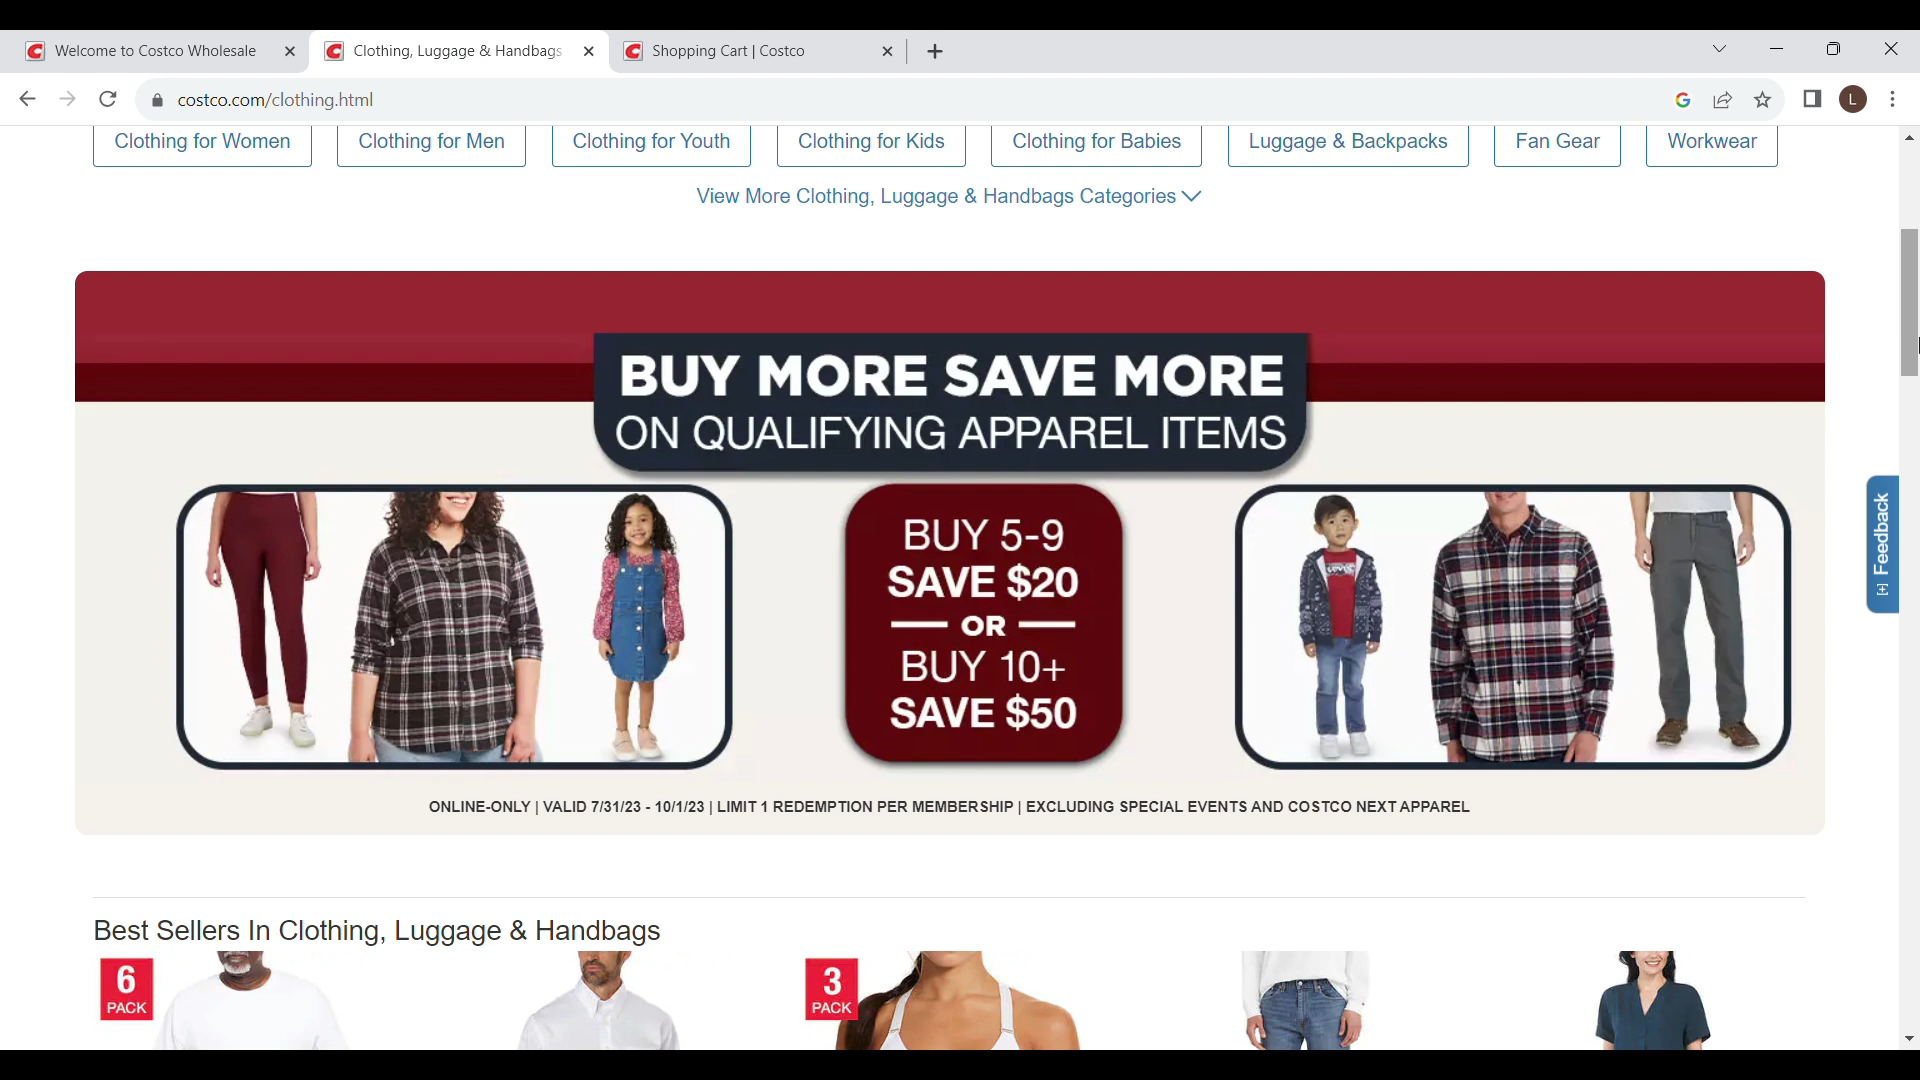 Welcome to Costco Wholesale
Clothing, Luggage & Handbags
Shopping Cart | Costco
costco.com/clothing.html
L
Clothing for Women
Clothing for Men
Clothing for Youth
Clothing for Kids
Clothing for Babies
Luggage & Backpacks
Fan Gear
Workwear
View More Clothing, Luggage & Handbags Categories
BUY MORE SAVE MORE
ON QUALIFYING APPAREL ITEMS
BUY 5-9
SAVE $20
OR
BUY 10+
SAVE $50
[+] Feedback
ONLINE-ONLY | VALID 7/31/23 - 10/1/23 | LIMIT 1 REDEMPTION PER MEMBERSHIP | EXCLUDING SPECIAL EVENTS AND COSTCO NEXT APPAREL
Best Sellers In Clothing, Luggage & Handbags
6
PACK
3
PACK